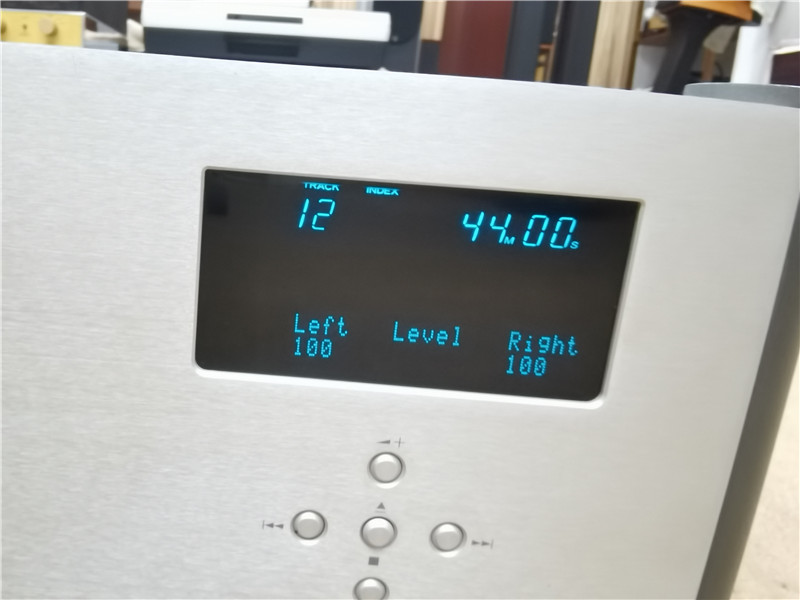 TRACK INDEX
12 44M00S
Left Level Right
100 100